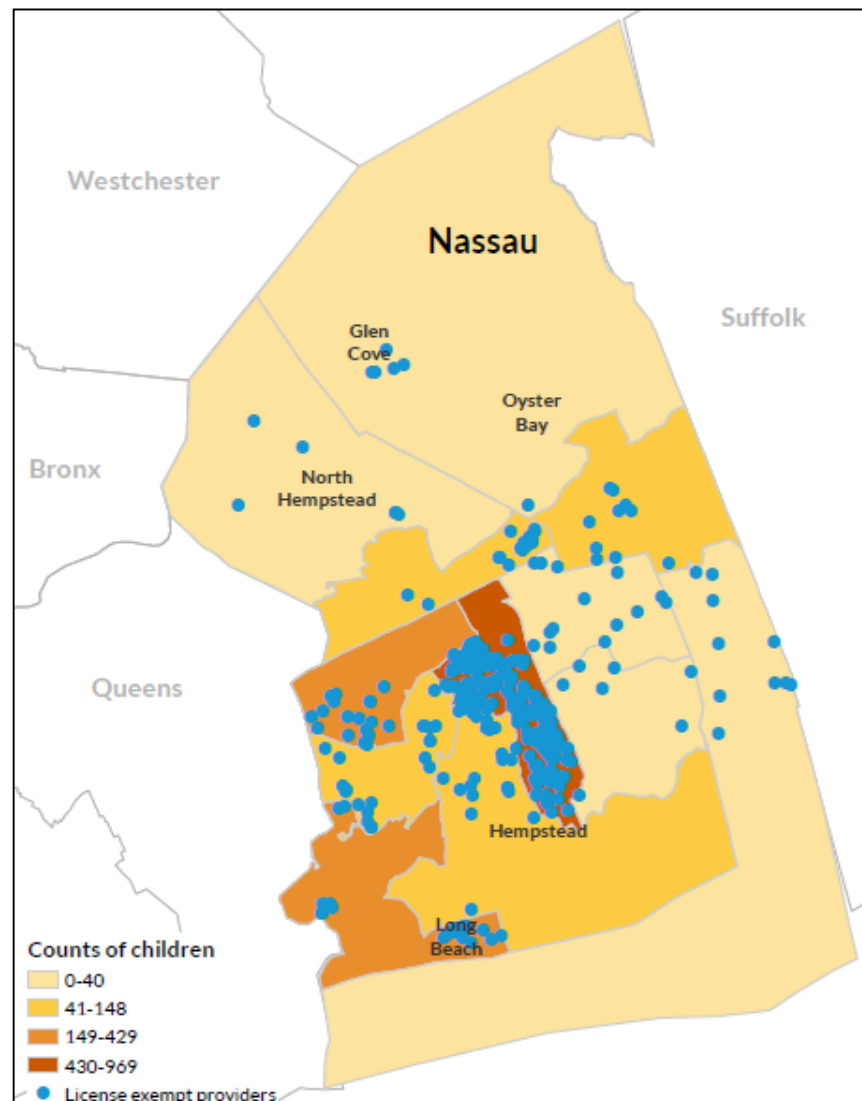 Westchester
Nassau
Suffolk
Glen
Cove
Oyster
Bay
Bronx
North
Hempstead
Queens
Hempstead
Long
Beach
Counts of children
0-40
41-148
149-429
430-969
License exempt providers